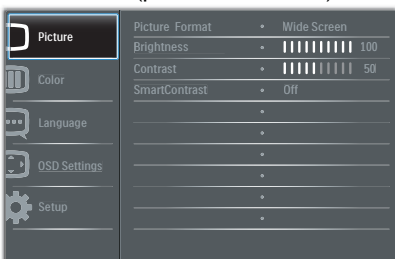 Picture
Color
Language
OSD Settings
Setup
Picture Format • Wide Screen
Brightness • 100
Contrast • 50
SmartContrast • Off